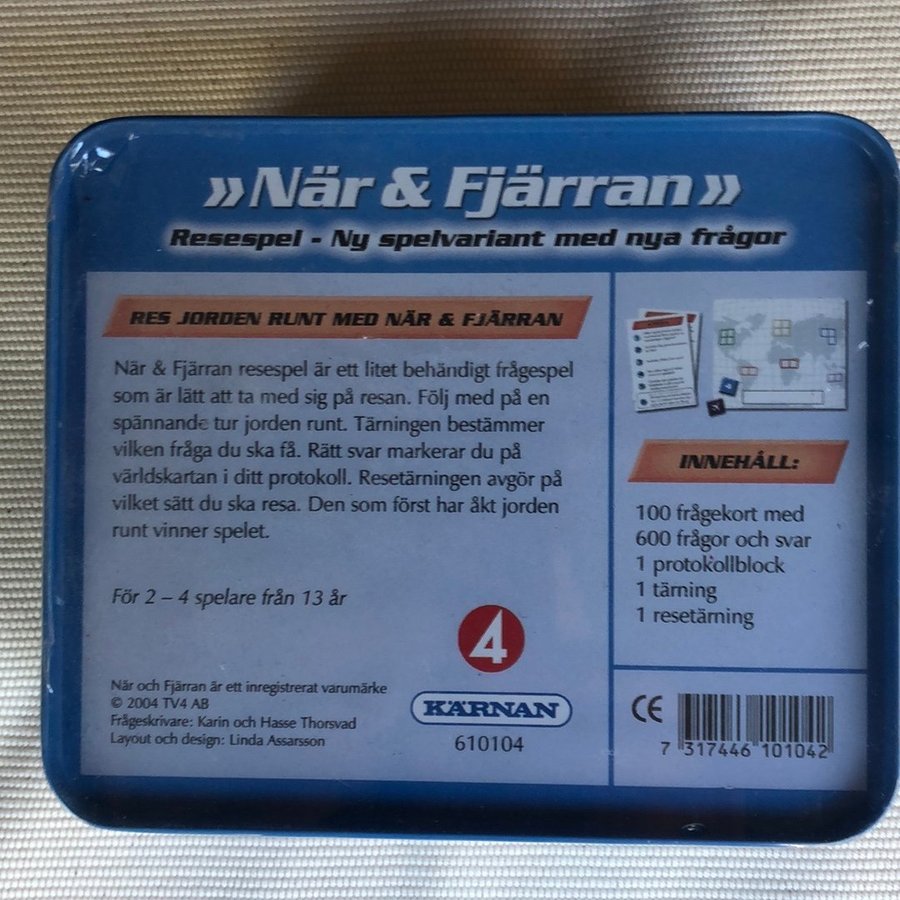 »När & Fjärran»
Resespel - Ny spelvariant med nya frågor
RES JORDEN RUNT MED NÄR & FJÄRRAN
När & Fjärran resespel är ett litet behändigt frågespel
som är lätt att ta med sig på resan. Följ med på en
spännande tur jorden runt. Tärningen bestämmer
vilken fråga du ska få. Rätt svar markerar du på
världskartan i ditt protokoll. Resetärningen avgör på
vilket sätt du ska resa. Den som först har åkt jorden
runt vinner spelet.
För 2 – 4 spelare från 13 år
När och Fjärran är ett inregistrerat varumärke
© 2004 TV4 AB
Frågeskrivare: Karin och Hasse Thorsvad
Layout och design: Linda Assarsson
4
KÄRNAN
610104
INNEHÅLL:
100 frågekort med
600 frågor och svar
1 protokollblock
1 tärning
1 resetärning
CE
7 317446 101042